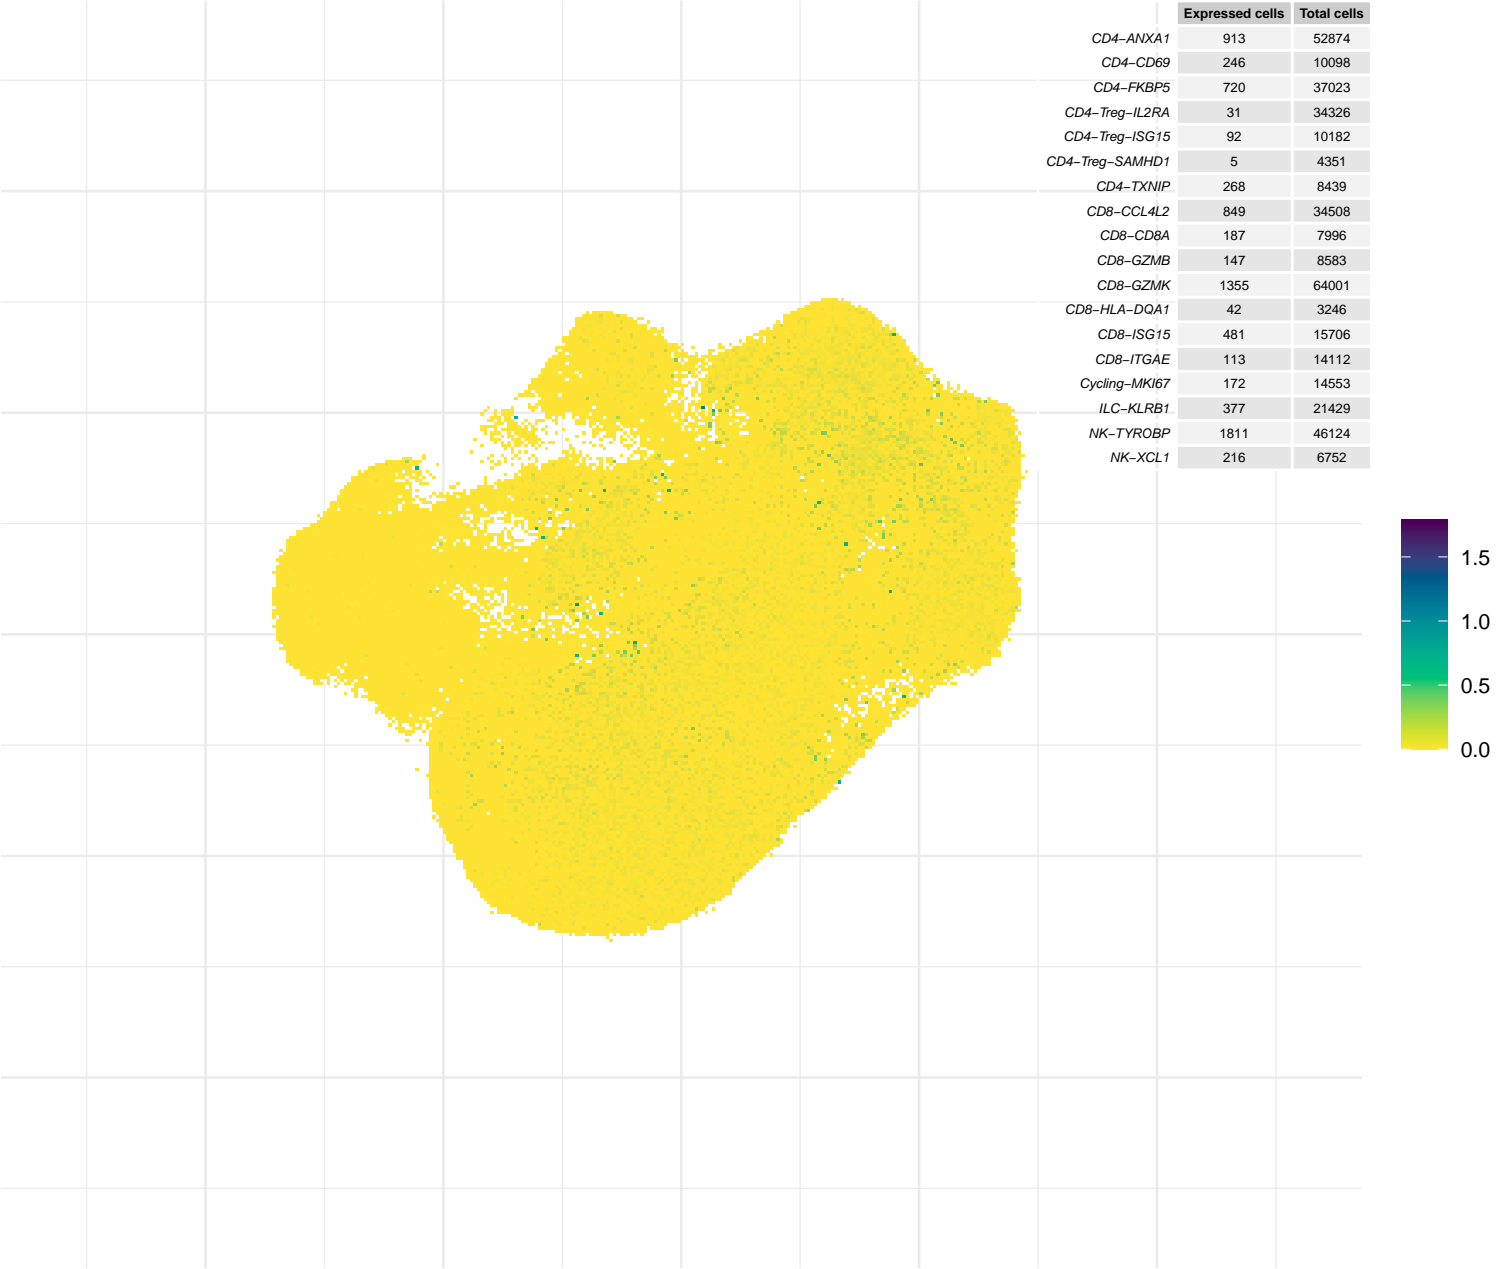 Expressed cells Total cells
CD4−ANXA1 913 52874
CD4−CD69 246 10098
CD4−FKBP5 720 37023
CD4−Treg−IL2RA 31 34326
CD4−Treg−ISG15 92 10182
CD4−Treg−SAMHD1 5 4351
CD4−TXNIP 268 8439
CD8−CCL4L2 849 34508
CD8−CD8A 187 7996
CD8−GZMB 147 8583
CD8−GZMK 1355 64001
CD8−HLA−DQA1 42 3246
CD8−ISG15 481 15706
CD8−ITGAE 113 14112
Cycling−MKI67 172 14553
ILC−KLRB1 377 21429
NK−TYROBP 1811 46124
NK−XCL1 216 6752
1.5
1.0
0.5
0.0